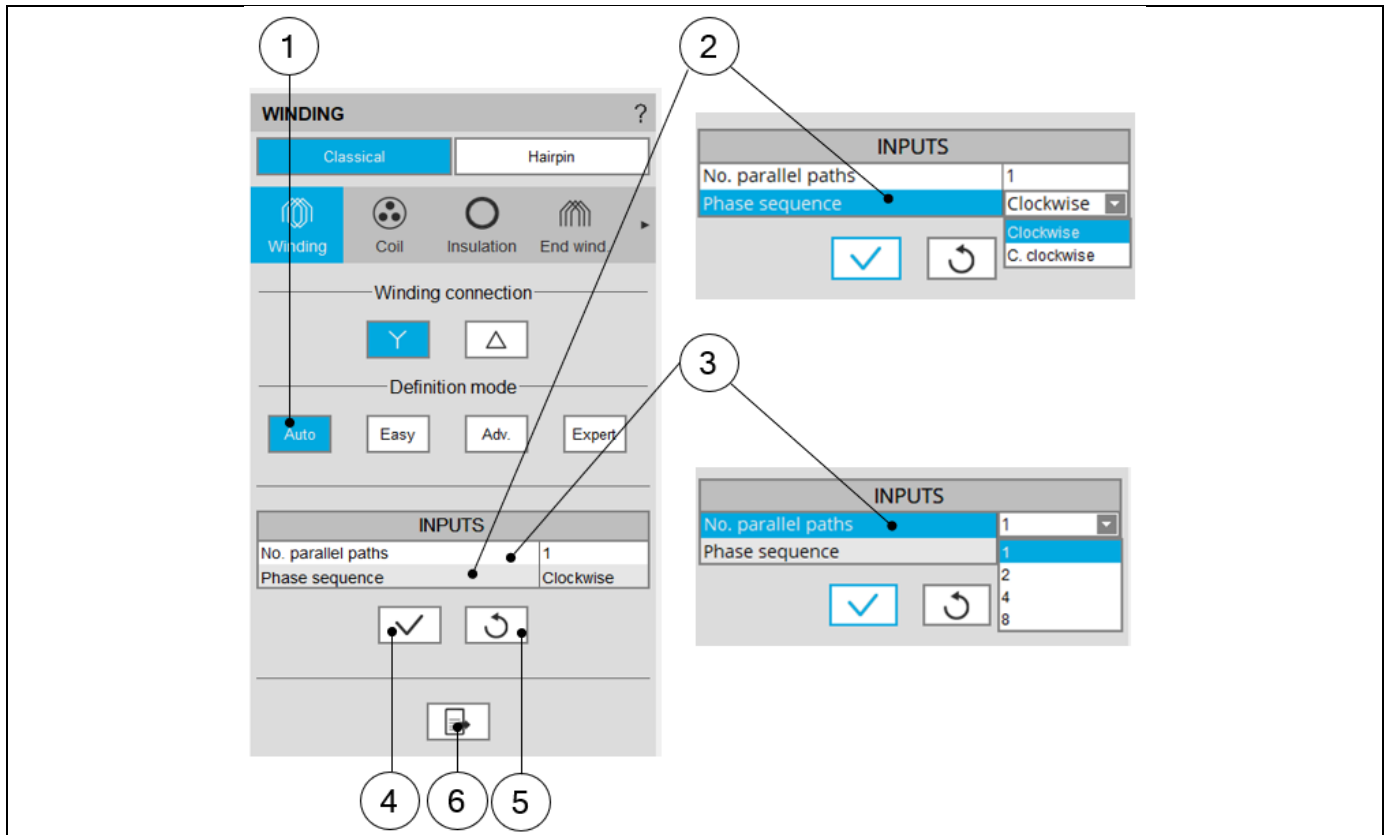 1
2
WINDING ?
Classical Hairpin
Winding Coil Insulation End wind.
Winding connection
Definition mode
Auto Easy Adv. Expert
INPUTS
No. parallel paths 1
Phase sequence Clockwise
4 6 5
INPUTS
No. parallel paths 1
Phase sequence Clockwise
Clockwise
C. clockwise
3
INPUTS
No. parallel paths 1
Phase sequence 1
2
4
8